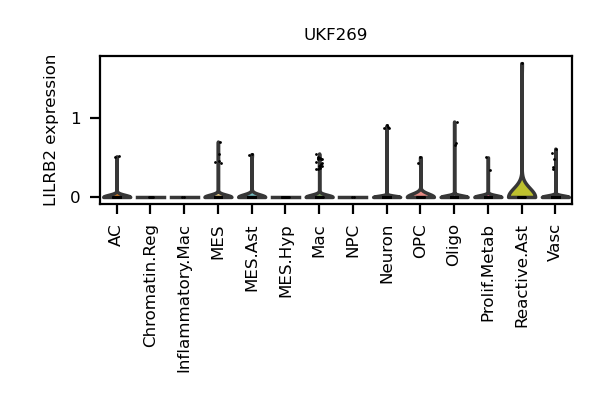 UKF269
LILRB2 expression
1
0
AC
Chromatin.Reg
Inflammatory.Mac
MES
MES.Ast
MES.Hyp
Mac
NPC
Neuron
OPC
Oligo
Prolif.Metab
Reactive.Ast
Vasc